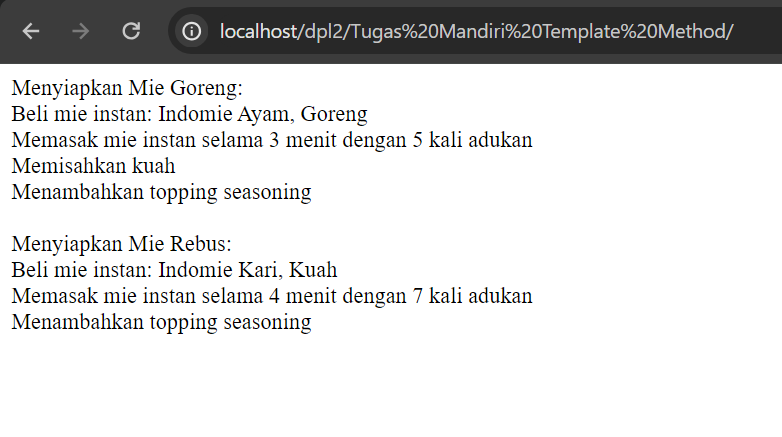 localhost/dpl2/Tugas%20Mandiri%20Template%20Method/
Menyiapkan Mie Goreng:
Beli mie instan: Indomie Ayam, Goreng
Memasak mie instan selama 3 menit dengan 5 kali adukan
Memisahkan kuah
Menambahkan topping seasoning
Menyiapkan Mie Rebus:
Beli mie instan: Indomie Kari, Kuah
Memasak mie instan selama 4 menit dengan 7 kali adukan
Menambahkan topping seasoning